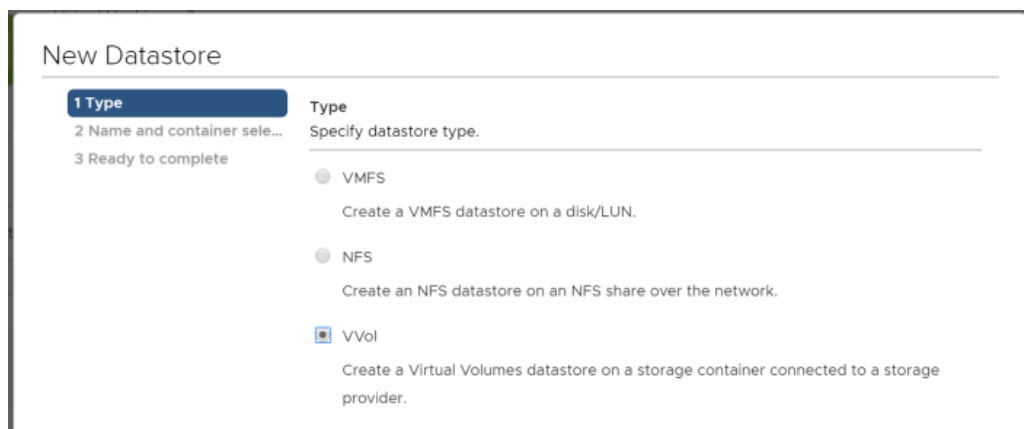 New Datastore
1 Type
2 Name and container sele...
3 Ready to complete
Type
Specify datastore type.
VMFS
Create a VMFS datastore on a disk/LUN.
NFS
Create an NFS datastore on an NFS share over the network.
VVol
Create a Virtual Volumes datastore on a storage container connected to a storage
provider.